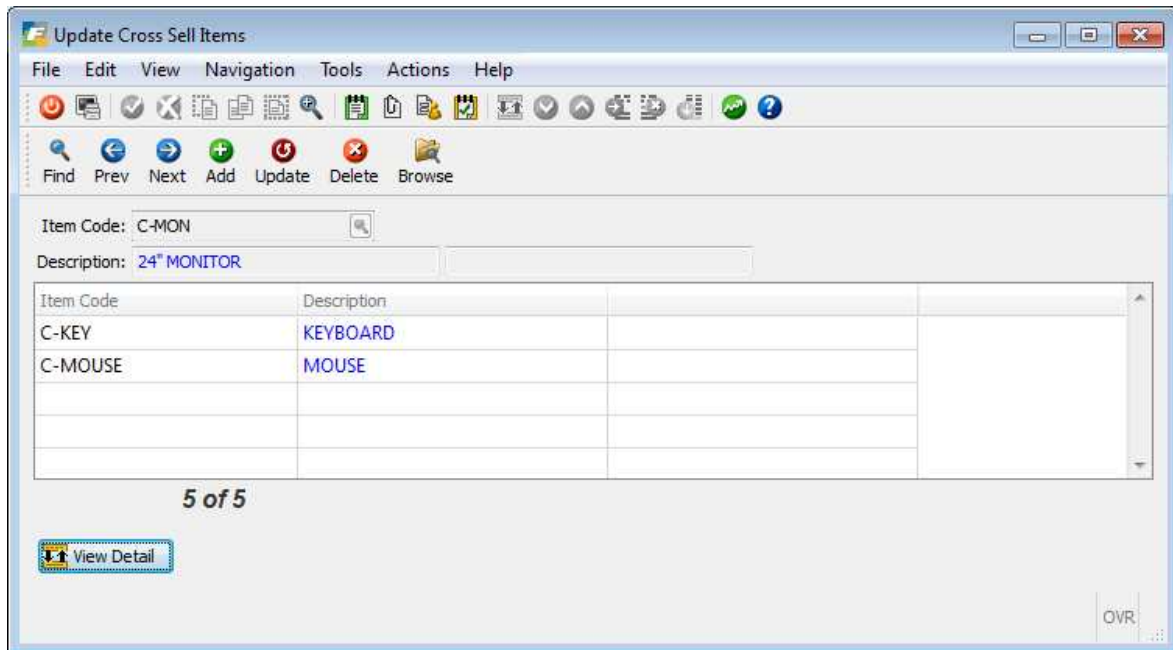 Update Cross Sell Items
File Edit View Navigation Tools Actions Help
Find Prev Next Add Update Delete Browse
Item Code: C-MON
Description: 24" MONITOR
Item Code Description
C-KEY KEYBOARD
C-MOUSE MOUSE
5 of 5
View Detail
OVR